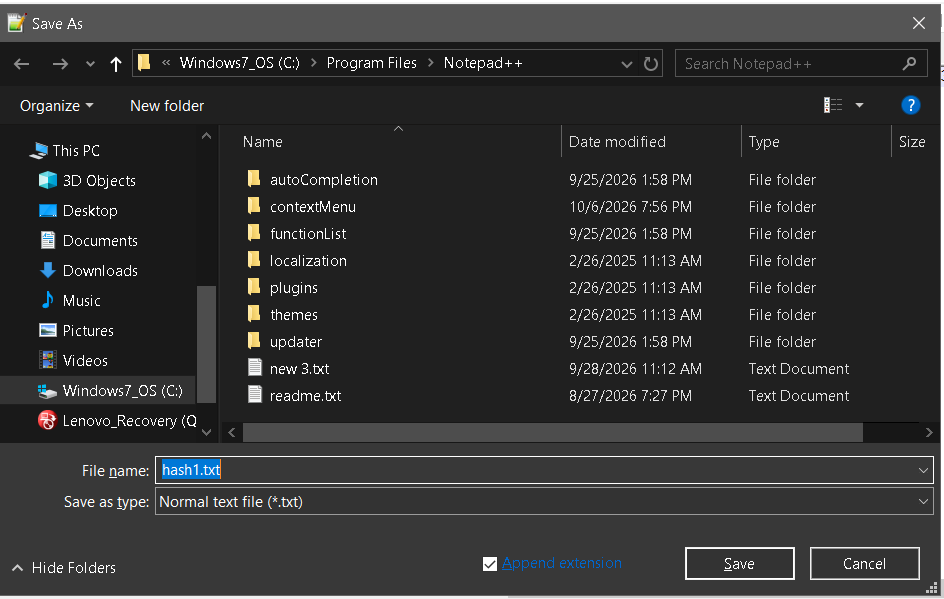 Save As
« Windows7_OS (C:) > Program Files > Notepad++
Search Notepad++
Organize
New folder
?
This PC
3D Objects
Desktop
Documents
Downloads
Music
Pictures
Videos
Windows7_OS (C:)
Lenovo_Recovery (Q
Name Date modified Type Size
autoCompletion 9/25/2026 1:58 PM File folder
contextMenu 10/6/2026 7:56 PM File folder
functionList 9/25/2026 1:58 PM File folder
localization 2/26/2025 11:13 AM File folder
plugins 2/26/2025 11:13 AM File folder
themes 2/26/2025 11:13 AM File folder
updater 9/25/2026 1:58 PM File folder
new 3.txt 9/28/2026 11:12 AM Text Document
readme.txt 8/27/2026 7:27 PM Text Document
File name: hash1.txt
Save as type: Normal text file (*.txt)
Hide Folders
Append extension
Save
Cancel